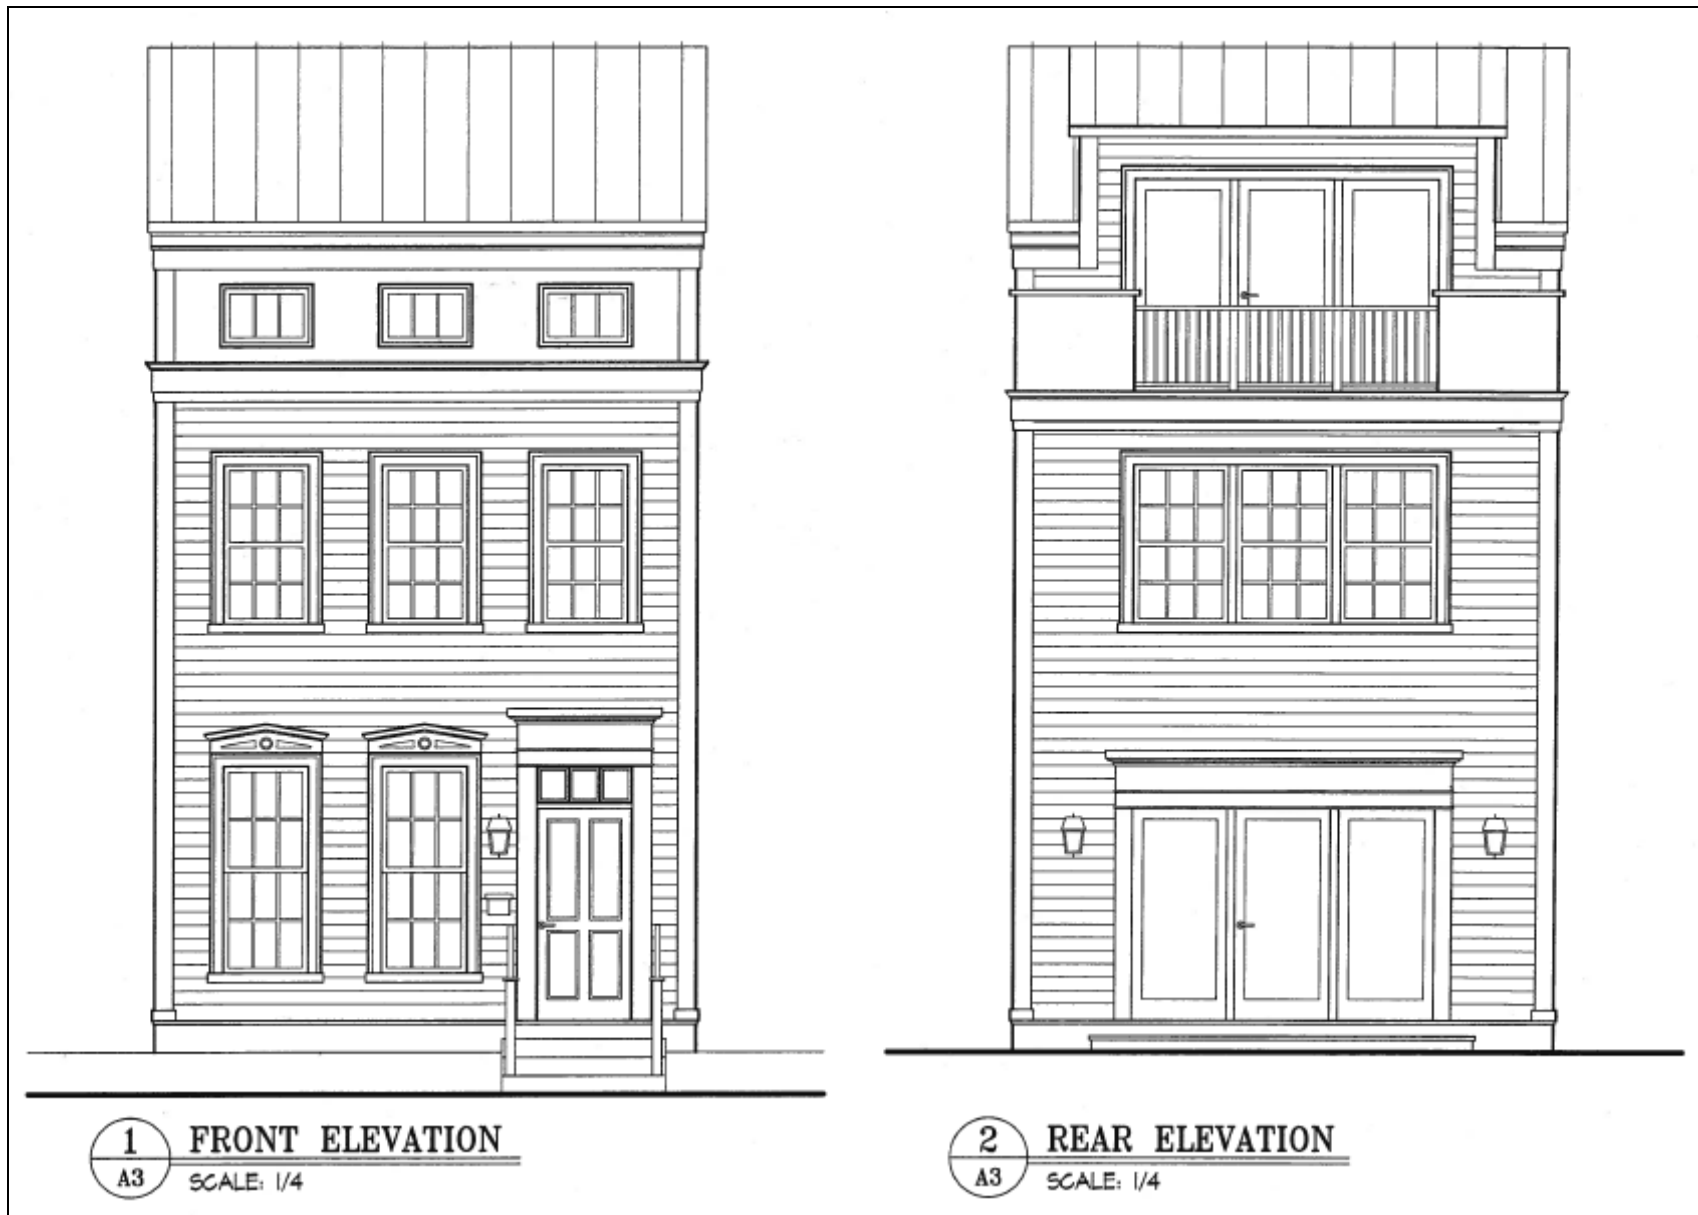 1
A3
FRONT ELEVATION
SCALE: 1/4
2
A3
REAR ELEVATION
SCALE: 1/4